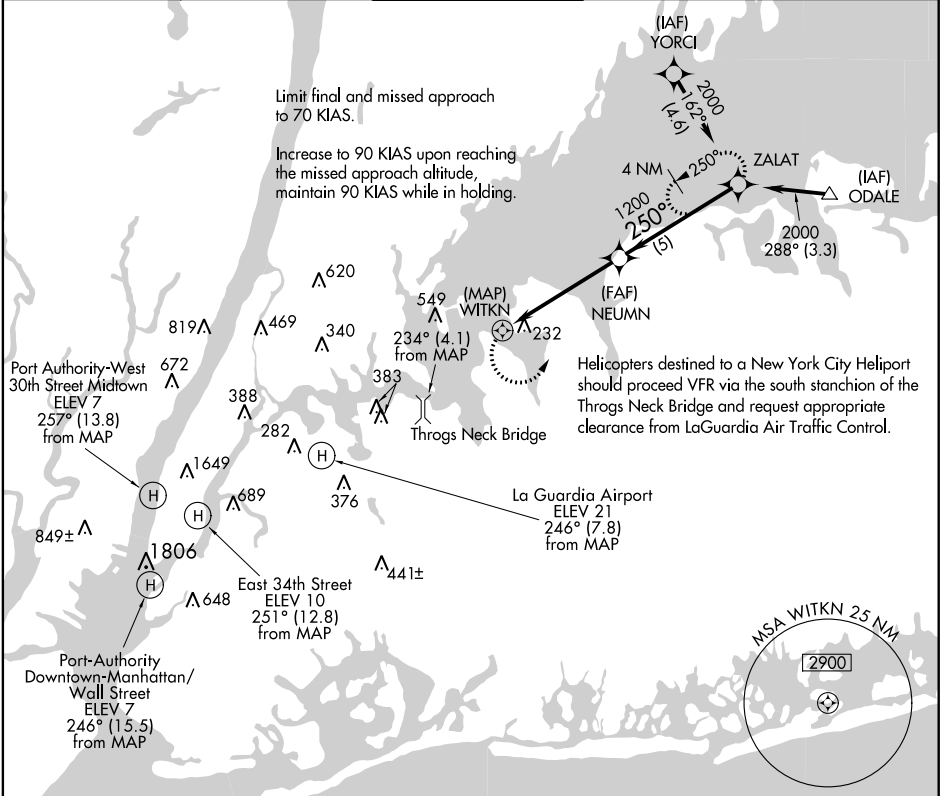 (IAF)
YORCI
2000
162°
(4.6)
Limit final and missed approach
to 70 KIAS.
Increase to 90 KIAS upon reaching
the missed approach altitude,
maintain 90 KIAS while in holding.
4 NM
250°
ZALAT
(IAF)
ODALE
2000
288° (3.3)
1200
250°
(5)
(FAF)
NEUMN
(MAP)
WITKN
232
620
549
819
469
340
234° (4.1)
from MAP
672
383
388
282
Throgs Neck Bridge
Helicopters destined to a New York City Heliport
should proceed VFR via the south stanchion of the
Throgs Neck Bridge and request appropriate
clearance from LaGuardia Air Traffic Control.
Port Authority-West
30th Street Midtown
ELEV 7
257° (13.8)
from MAP
H
1649
H
689
H
376
La Guardia Airport
ELEV 21
246° (7.8)
from MAP
849±
1806
H
648
441±
East 34th Street
ELEV 10
251° (12.8)
from MAP
Port-Authority
Downtown-Manhattan/
Wall Street
ELEV 7
246° (15.5)
from MAP
MSA WITKN 25 NM
2900